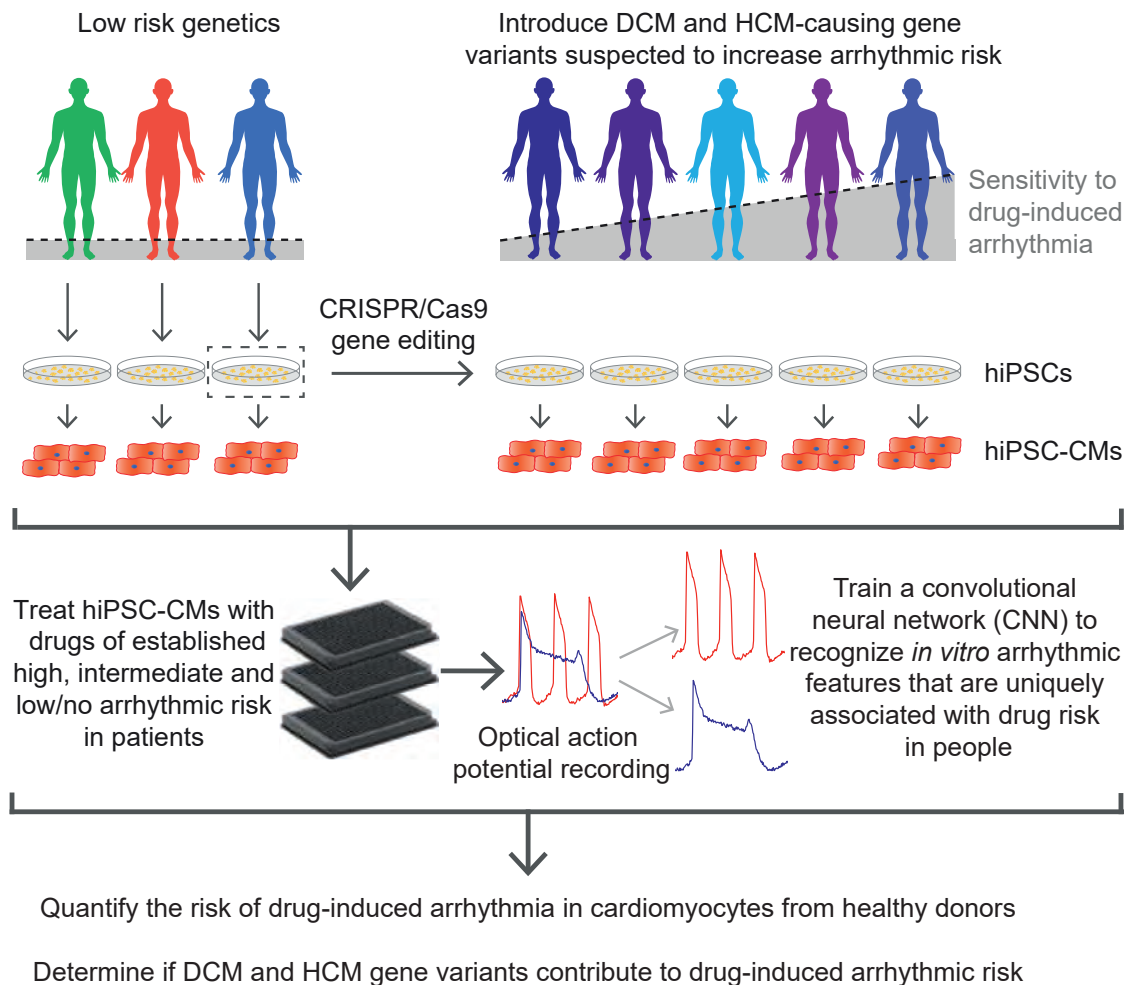 Low risk genetics
Introduce DCM and HCM-causing gene
variants suspected to increase arrhythmic risk
Sensitivity to
drug-induced
arrhythmia
CRISPR/Cas9
gene editing
hiPSCs
hiPSC-CMs
Treat hiPSC-CMs with
drugs of established
high, intermediate and
low/no arrhythmic risk
in patients
Optical action
potential recording
Train a convolutional
neural network (CNN) to
recognize in vitro arrhythmic
features that are uniquely
associated with drug risk
in people
Quantify the risk of drug-induced arrhythmia in cardiomyocytes from healthy donors
Determine if DCM and HCM gene variants contribute to drug-induced arrhythmic risk